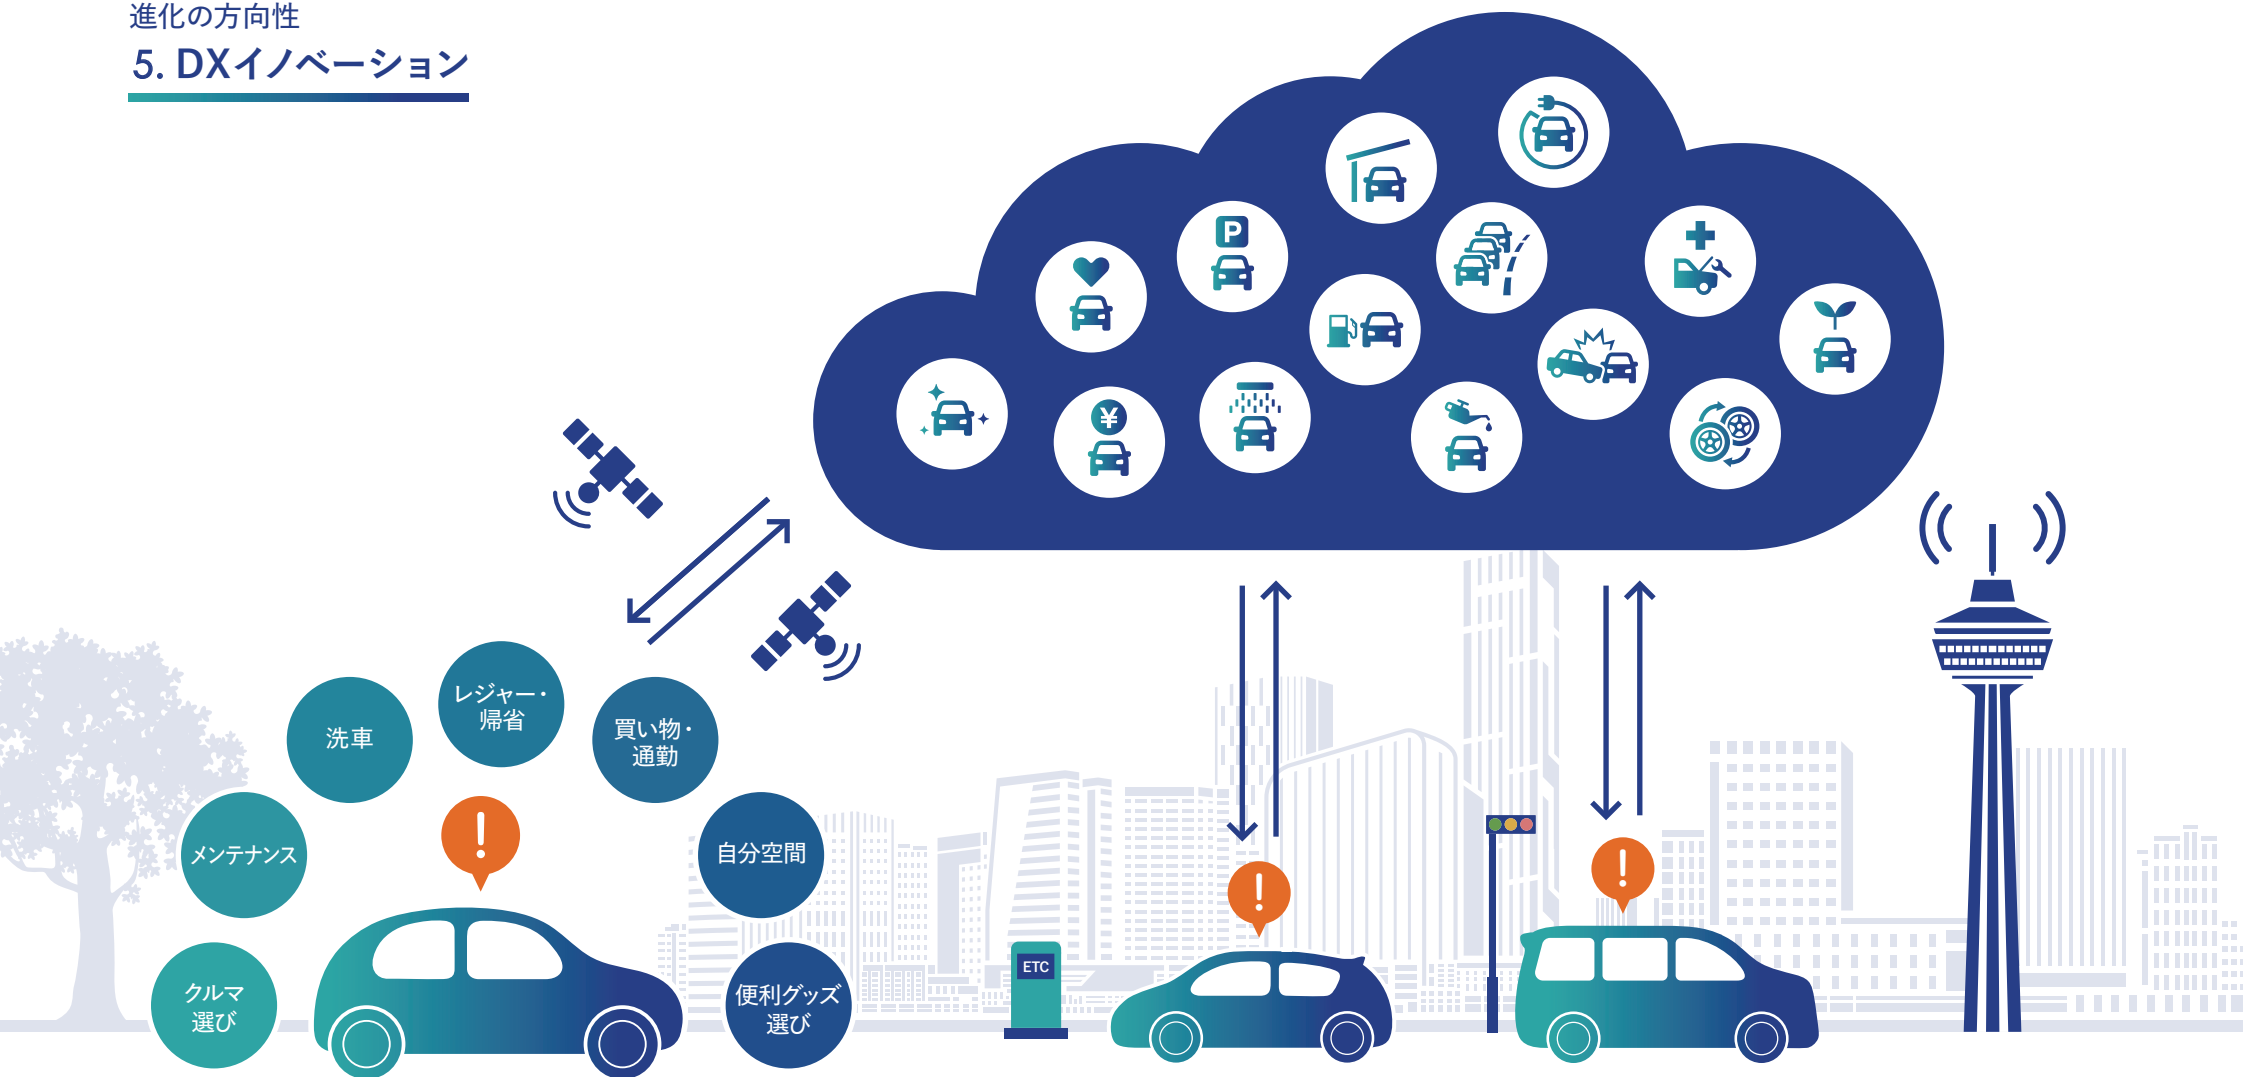 進化の方向性
5. DXイノベーション
P
¥
レジャー・
帰省
洗車
買い物・
通勤
メンテナンス
自分空間
クルマ
選び
便利グッズ
選び
ETC
!
!
!